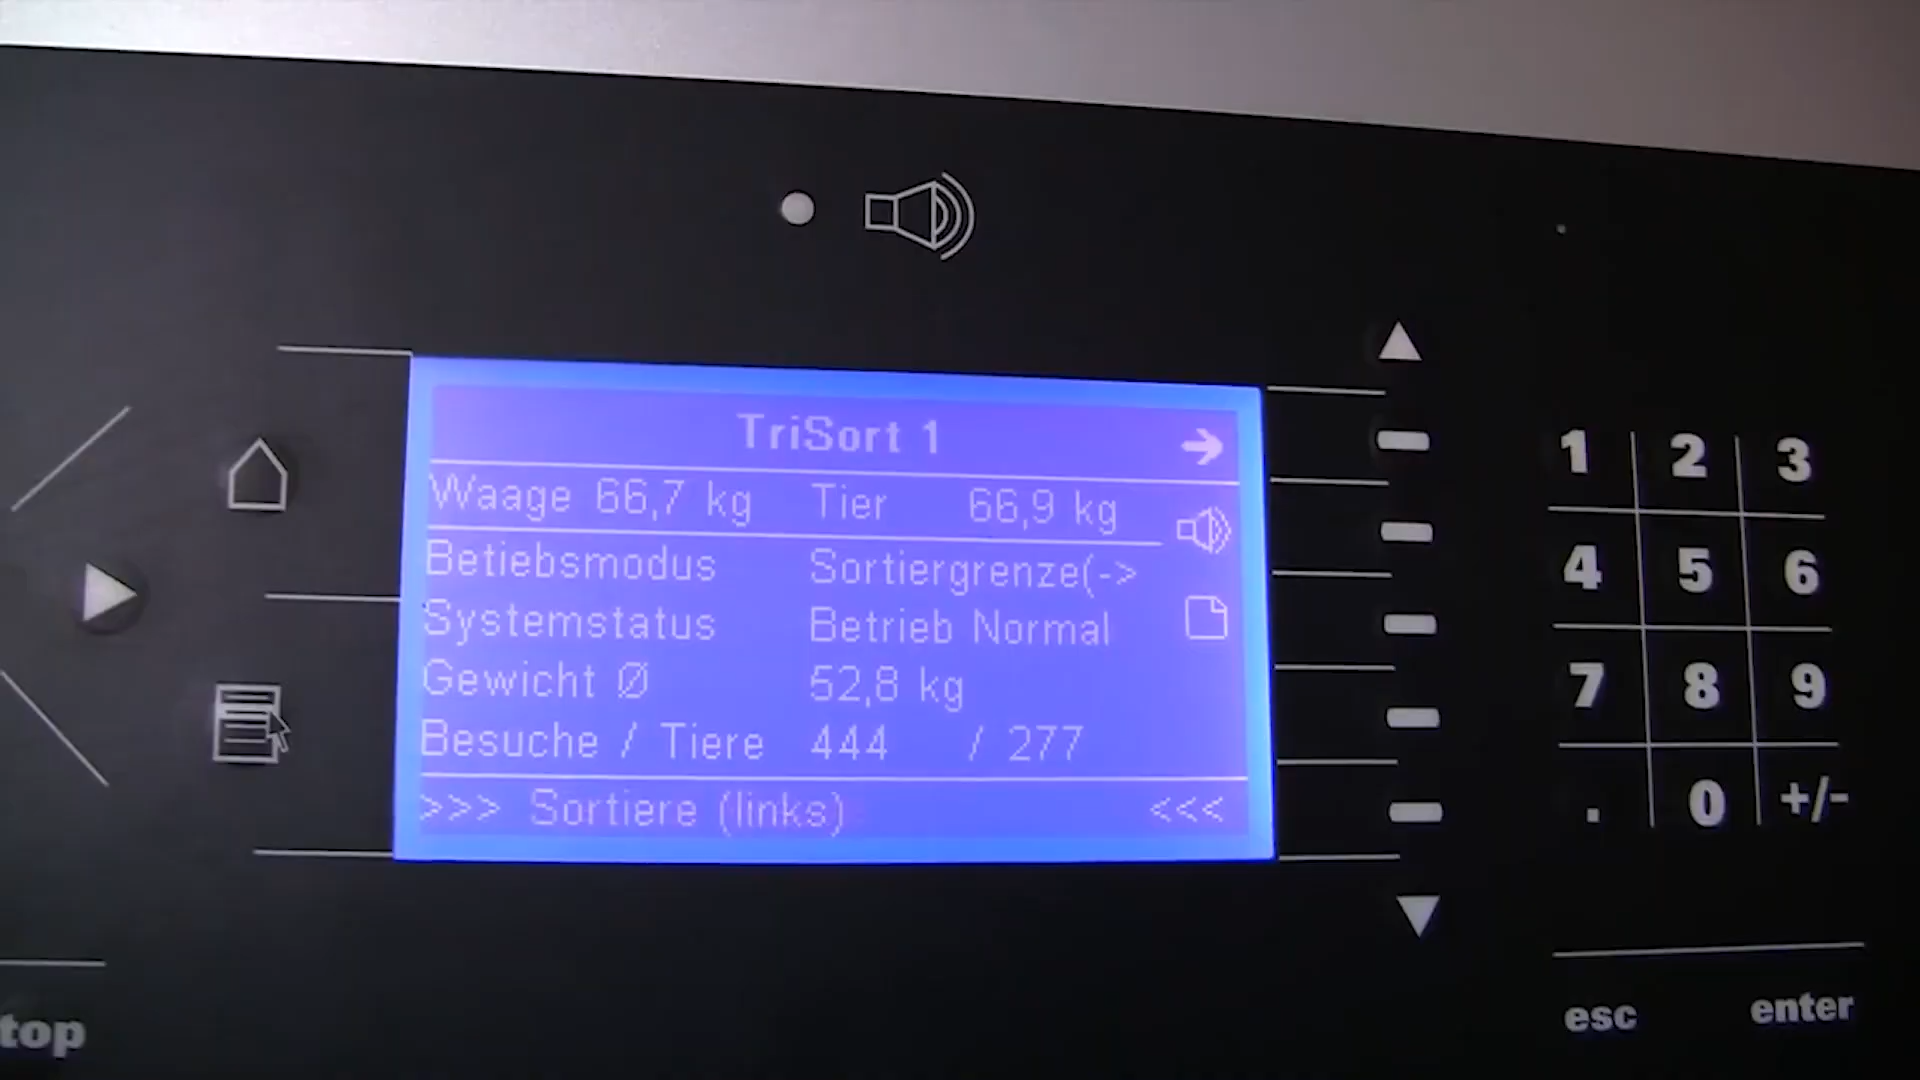 TriSort 1
Waage 66,7 kg Tier 66,9 kg
Betiebsmodus Sortiergrenze(->
Systemstatus Betrieb Normal
Gewicht Ø 52,8 kg
Besuche / Tiere 444 / 277
>>> Sortiere (links) <<<
1 2 3
4 5 6
7 8 9
. 0 +/-
esc enter
top